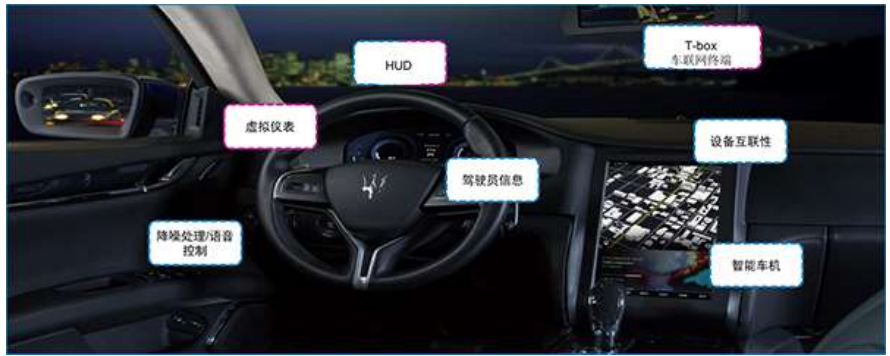 HUD
T-box
车联网终端
虚拟仪表
设备互联性
驾驶员信息
降噪处理/语音
控制
智能车机